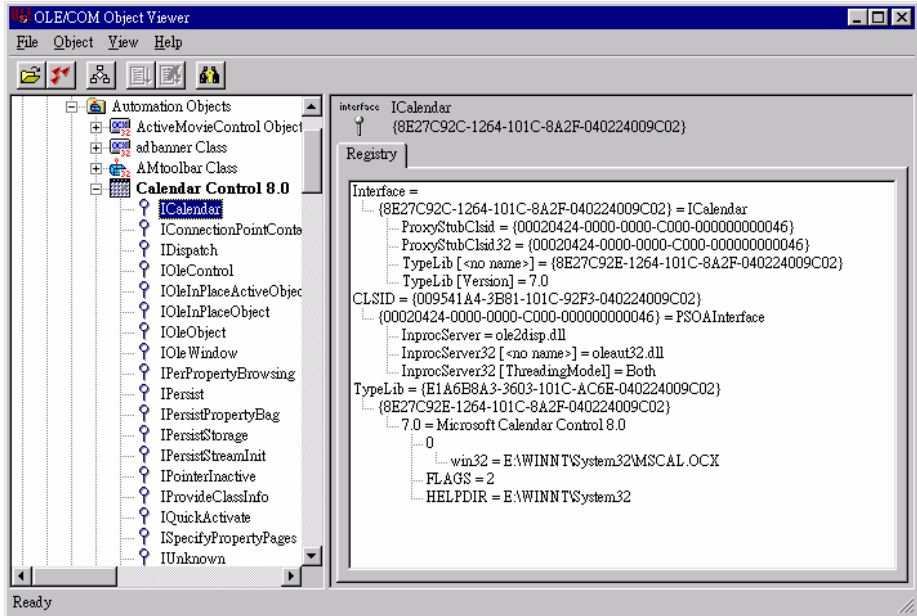 OLE/COM Object Viewer
File Object View Help
Automation Objects
ActiveMovieControl Object
adbanner Class
AMtoolbar Class
Calendar Control 8.0
ICalendar
IConnectionPointConta
IDispatch
IOleControl
IOleInPlaceActiveObjec
IOleInPlaceObject
IOleObject
IOleWindow
IPerPropertyBrowsing
IPersist
IPersistPropertyBag
IPersistStorage
IPersistStreamInit
IPointerInactive
IProvideClassInfo
IQuickActivate
ISpecifyPropertyPages
IUnknown
interface ICalendar
{8E27C92C-1264-101C-8A2F-040224009C02}
Registry
Interface =
{8E27C92C-1264-101C-8A2F-040224009C02} = ICalendar
ProxyStubClsid = {00020424-0000-0000-C000-000000000046}
ProxyStubClsid32 = {00020424-0000-0000-C000-000000000046}
TypeLib [<no name>] = {8E27C92E-1264-101C-8A2F-040224009C02}
TypeLib [Version] = 7.0
CLSID = {009541A4-3B81-101C-92F3-040224009C02}
{00020424-0000-0000-C000-000000000046} = PSOAInterface
InprocServer = ole2disp.dll
InprocServer32 [<no name>] = oleaut32.dll
InprocServer32 [ThreadingModel] = Both
TypeLib = {E1A6B8A3-3603-101C-AC6E-040224009C02}
{8E27C92E-1264-101C-8A2F-040224009C02}
7.0 = Microsoft Calendar Control 8.0
0
win32 = E:\WINNT\System32\MSCAL.OCX
FLAGS = 2
HELPDIR = E:\WINNT\System32
Ready